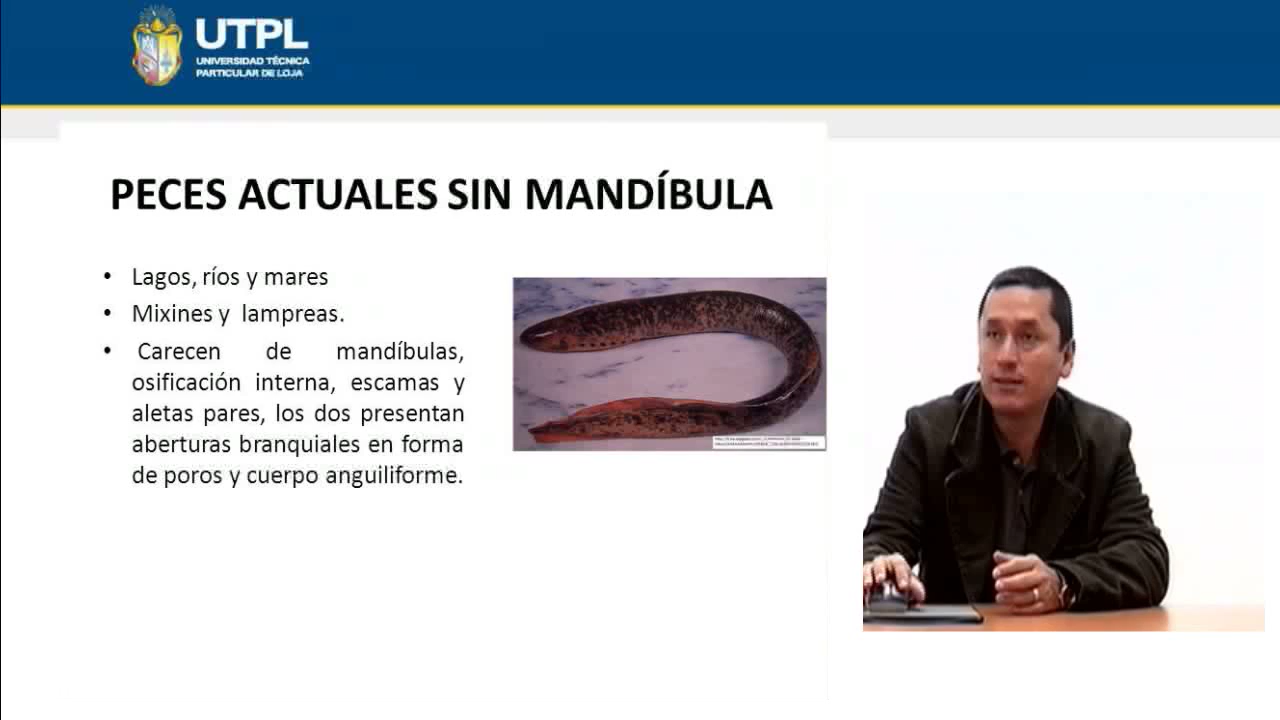 UTPL
UNIVERSIDAD TÉCNICA
PARTICULAR DE LOJA
PECES ACTUALES SIN MANDÍBULA
• Lagos, ríos y mares
• Mixines y lampreas.
• Carecen de mandíbulas,
osificación interna, escamas y
aletas pares, los dos presentan
aberturas branquiales en forma
de poros y cuerpo anguiliforme.